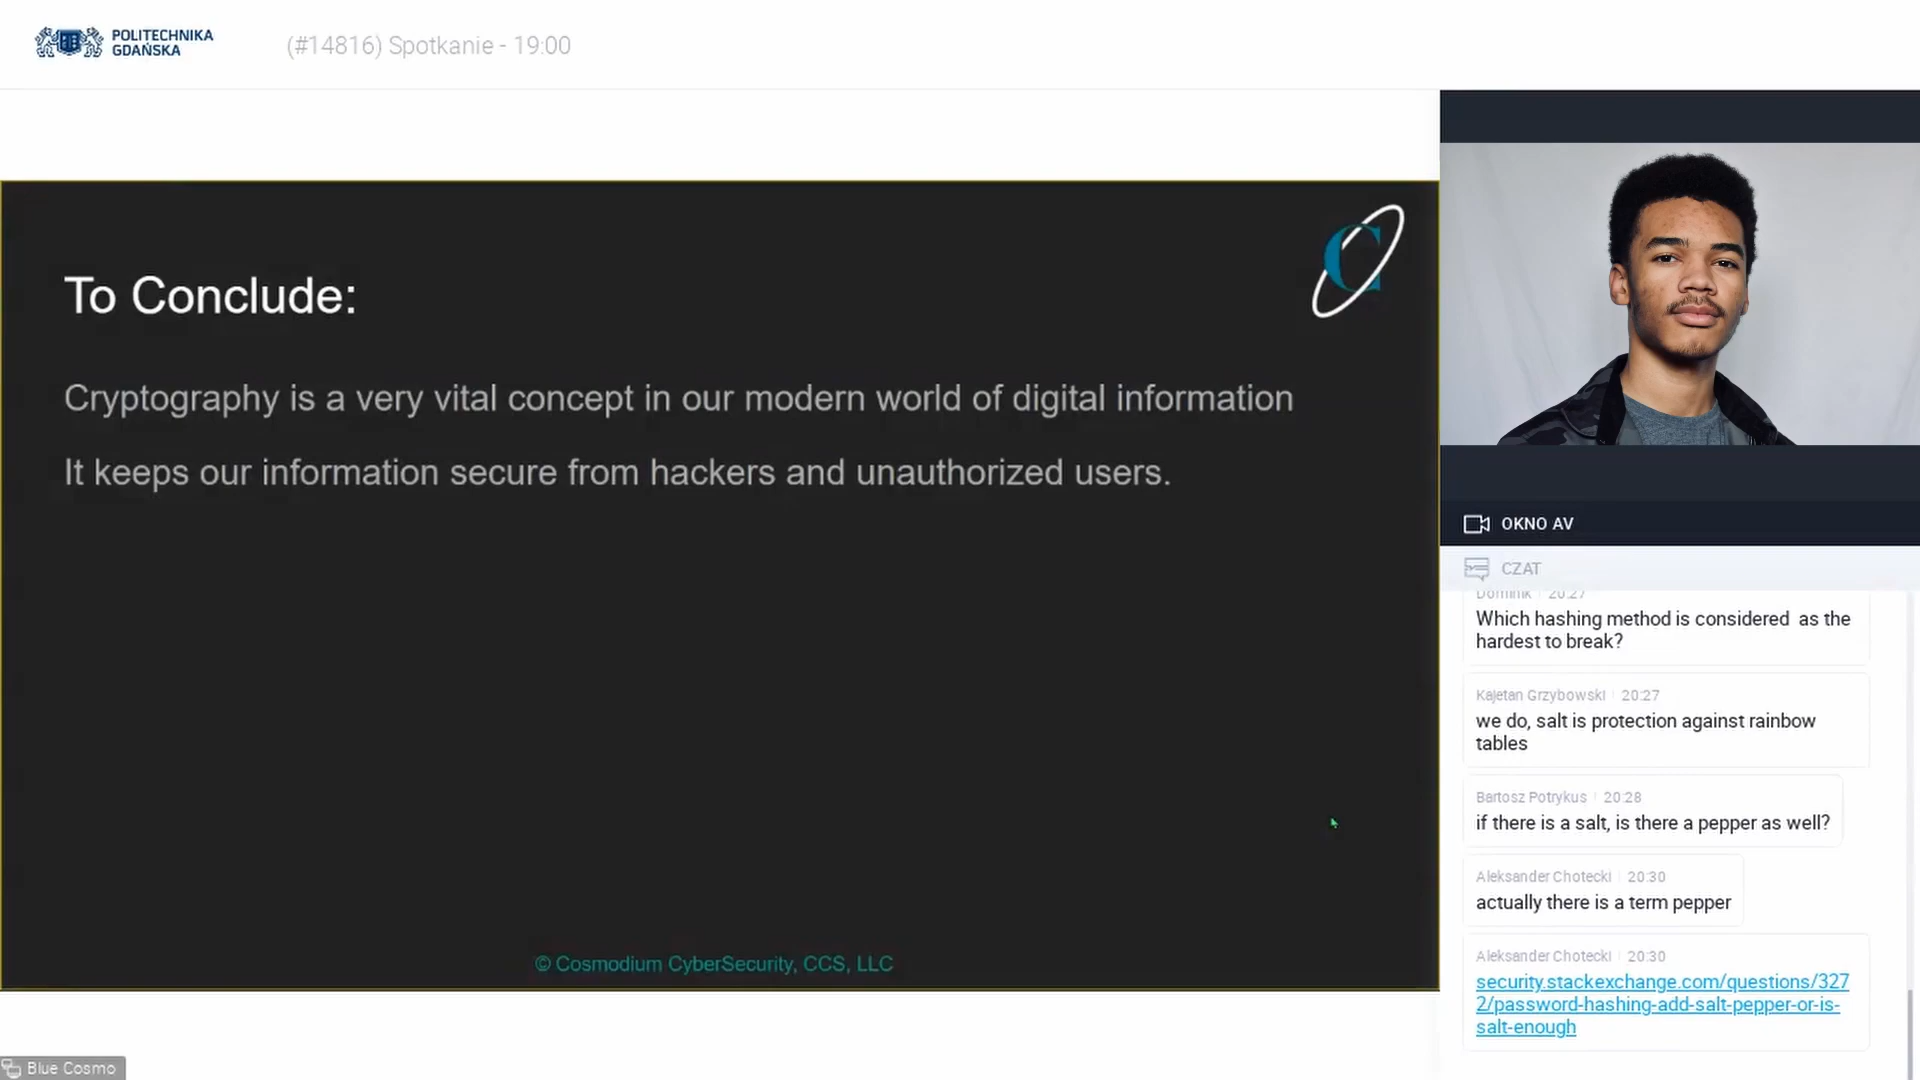 POLITECHNIKA
GDAŃSKA
(#14816) Spotkanie - 19:00
To Conclude:
Cryptography is a very vital concept in our modern world of digital information
It keeps our information secure from hackers and unauthorized users.
© Cosmodium CyberSecurity, CCS, LLC
Blue Cosmo
OKNO AV
CZAT
Dominik 20:27
Which hashing method is considered  as the
hardest to break?
Kajetan Grzybowski 20:27
we do, salt is protection against rainbow
tables
Bartosz Potrykus 20:28
if there is a salt, is there a pepper as well?
Aleksander Chotecki 20:30
actually there is a term pepper
Aleksander Chotecki 20:30
security.stackexchange.com/questions/327
2/password-hashing-add-salt-pepper-or-is-
salt-enough